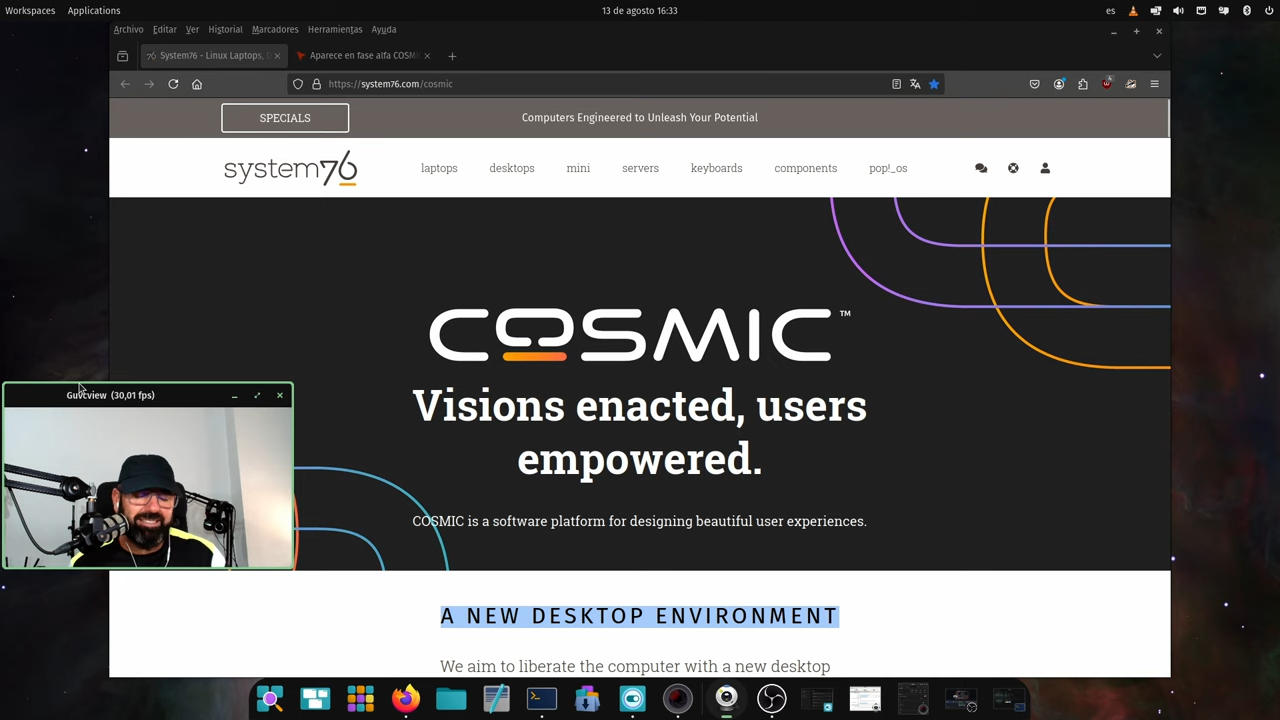 Workspaces Applications 13 de agosto 16:33 es
Archivo Editar Ver Historial Marcadores Herramientas Ayuda
System76 - Linux Laptops, Aparece en fase alfa COSMI
https://system76.com/cosmic
SPECIALS Computers Engineered to Unleash Your Potential
system76 laptops desktops mini servers keyboards components pop!_os
COSMIC™
Visions enacted, users
empowered.
COSMIC is a software platform for designing beautiful user experiences.
Guvcview (30,01 fps)
A NEW DESKTOP ENVIRONMENT
We aim to liberate the computer with a new desktop